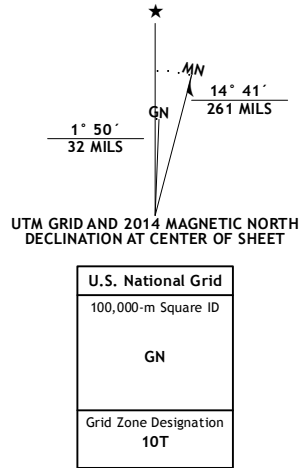 ★
MN
GN
14° 41´
261 MILS
1° 50´
32 MILS
UTM GRID AND 2014 MAGNETIC NORTH
DECLINATION AT CENTER OF SHEET
U.S. National Grid
100,000-m Square ID
GN
Grid Zone Designation
10T